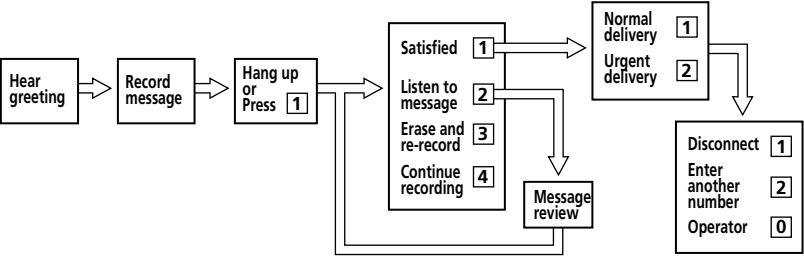 Hear
greeting
Record
message
Hang up
or
Press 1
Satisfied 1
Listen to
message 2
Erase and
re-record 3
Continue
recording 4
Message
review
Normal
delivery 1
Urgent
delivery 2
Disconnect 1
Enter
another
number 2
Operator 0